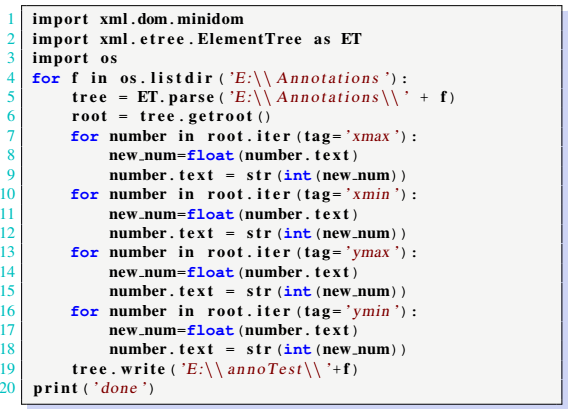 1 import xml.dom.minidom
2 import xml.etree.ElementTree as ET
3 import os
4 for f in os.listdir('E:\\Annotations'):
5     tree = ET.parse('E:\\Annotations\\' + f)
6     root = tree.getroot()
7     for number in root.iter(tag='xmax'):
8         new_num=float(number.text)
9         number.text = str(int(new_num))
10     for number in root.iter(tag='xmin'):
11         new_num=float(number.text)
12         number.text = str(int(new_num))
13     for number in root.iter(tag='ymax'):
14         new_num=float(number.text)
15         number.text = str(int(new_num))
16     for number in root.iter(tag='ymin'):
17         new_num=float(number.text)
18         number.text = str(int(new_num))
19     tree.write('E:\\annoTest\\'+f)
20 print('done')